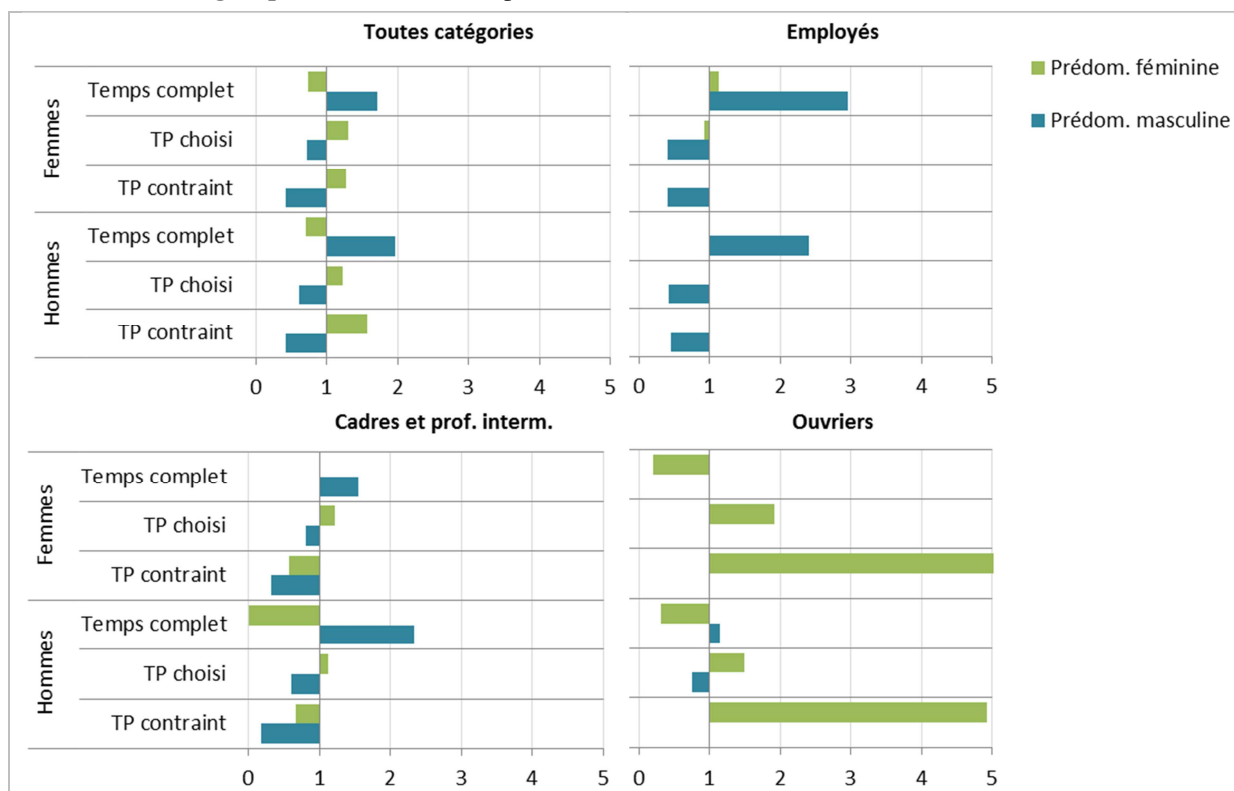 Toutes catégories
Employés
Prédom. féminine
Prédom. masculine
Femmes
Temps complet
TP choisi
TP contraint
Hommes
Temps complet
TP choisi
TP contraint
0 1 2 3 4 5
0 1 2 3 4 5
Cadres et prof. interm.
Ouvriers
Femmes
Temps complet
TP choisi
TP contraint
Hommes
Temps complet
TP choisi
TP contraint
0 1 2 3 4 5
0 1 2 3 4 5